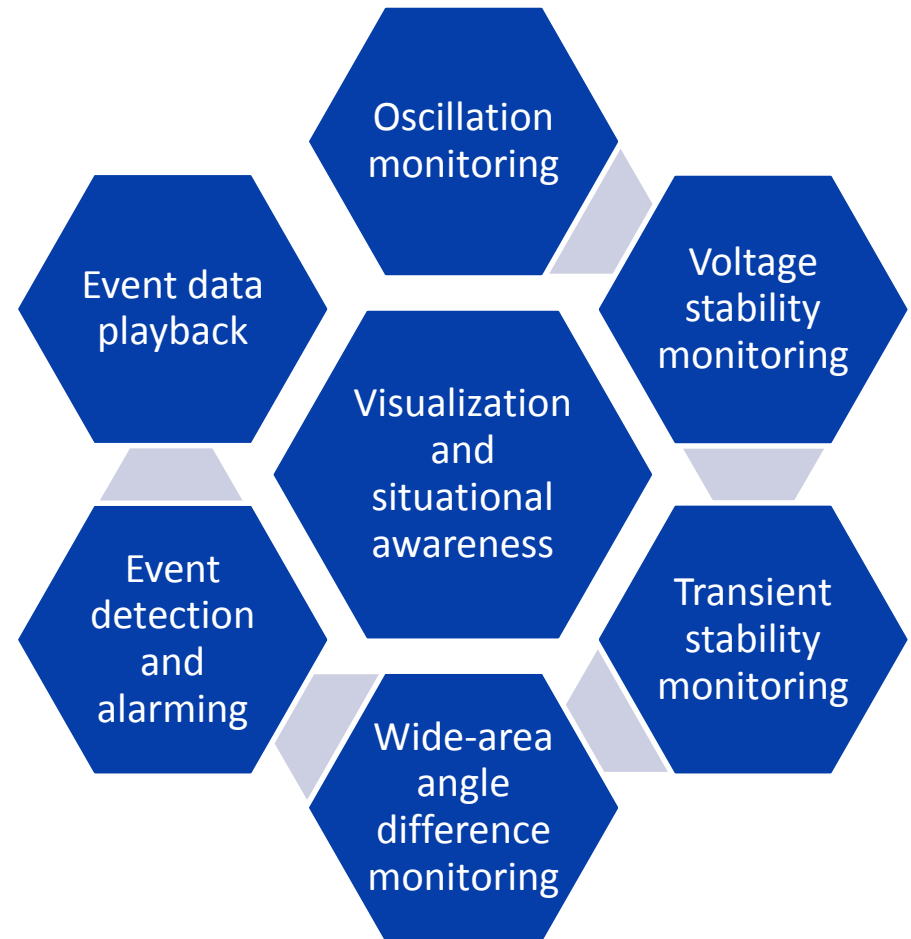 Oscillation
monitoring
Voltage
stability
monitoring
Event data
playback
Visualization
and
situational
awareness
Transient
stability
monitoring
Event
detection
and
alarming
Wide-area
angle
difference
monitoring